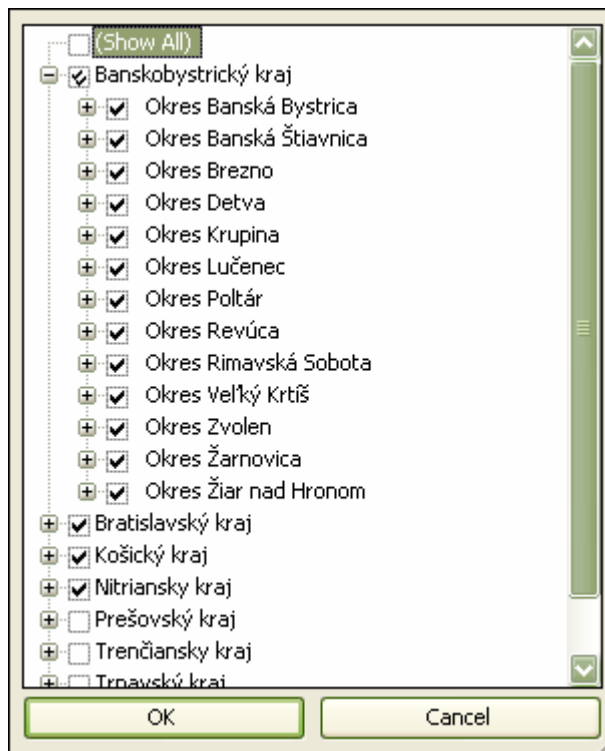 (Show All)
Banskobystrický kraj
Okres Banská Bystrica
Okres Banská Štiavnica
Okres Brezno
Okres Detva
Okres Krupina
Okres Lučenec
Okres Poltár
Okres Revúca
Okres Rimavská Sobota
Okres Veľký Krtíš
Okres Zvolen
Okres Žarnovica
Okres Žiar nad Hronom
Bratislavský kraj
Košický kraj
Nitriansky kraj
Prešovský kraj
Trenčiansky kraj
Trnavský kraj
OK Cancel